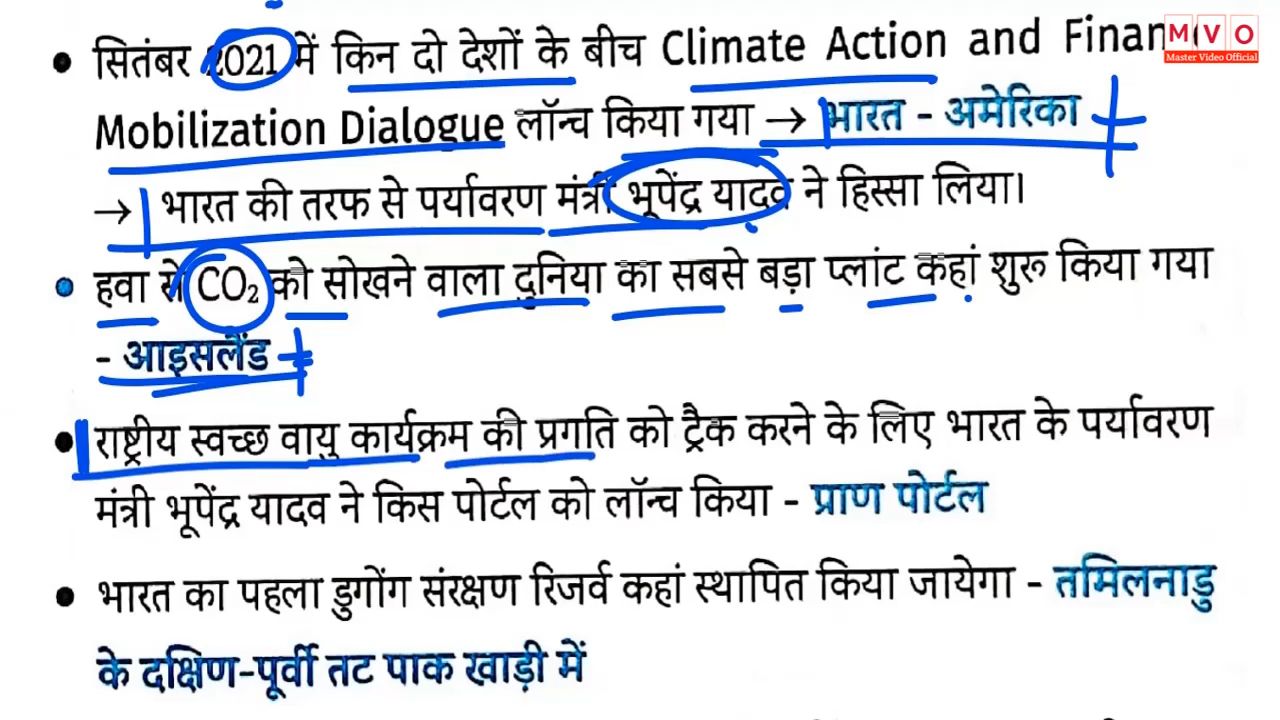 M V O
Master Video Official
सितंबर 2021 में किन दो देशों के बीच Climate Action and Finance
Mobilization Dialogue लॉन्च किया गया → भारत - अमेरिका
→ भारत की तरफ से पर्यावरण मंत्री भूपेंद्र यादव ने हिस्सा लिया।
हवा से CO₂ को सोखने वाला दुनिया का सबसे बड़ा प्लांट कहां शुरू किया गया
- आइसलैंड
राष्ट्रीय स्वच्छ वायु कार्यक्रम की प्रगति को ट्रैक करने के लिए भारत के पर्यावरण
मंत्री भूपेंद्र यादव ने किस पोर्टल को लॉन्च किया - प्राण पोर्टल
भारत का पहला डुगोंग संरक्षण रिजर्व कहां स्थापित किया जायेगा - तमिलनाडु
के दक्षिण-पूर्वी तट पाक खाड़ी में